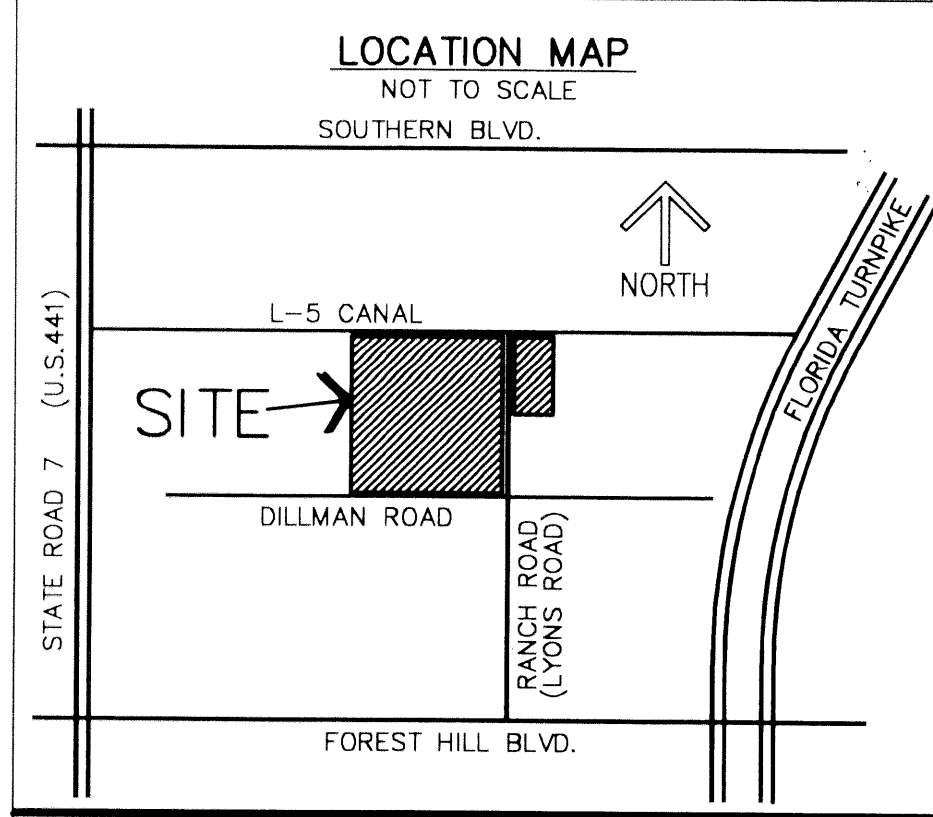 LOCATION MAP
NOT TO SCALE
SOUTHERN BLVD.
NORTH
FLORIDA TURNPIKE
STATE ROAD 7 (U.S.441)
L-5 CANAL
SITE
DILLMAN ROAD
RANCH ROAD
(LYONS ROAD)
FOREST HILL BLVD.